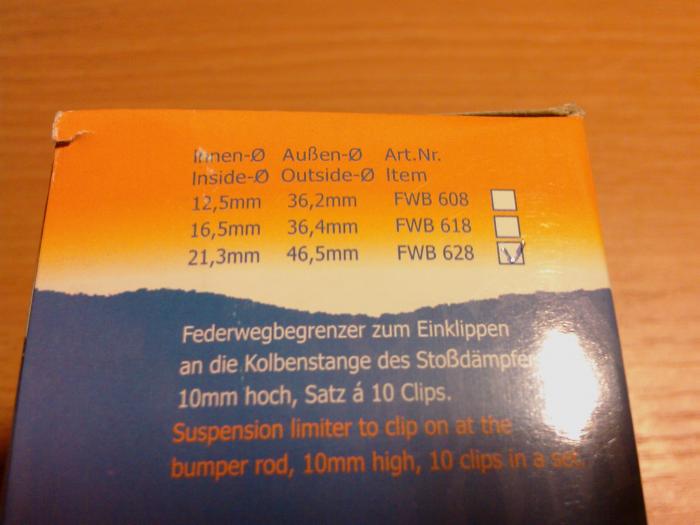 Innen-Ø Außen-Ø Art.Nr.
Inside-Ø Outside-Ø Item
12,5mm 36,2mm FWB 608
16,5mm 36,4mm FWB 618
21,3mm 46,5mm FWB 628
Federwegbegrenzer zum Einklippen
an die Kolbenstange des Stoßdämpfe
10mm hoch, Satz á 10 Clips.
Suspension limiter to clip on at the
bumper rod, 10mm high, 10 clips in a set.